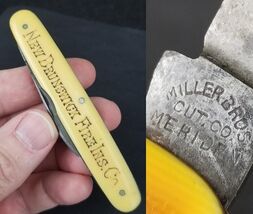 New Brunswick Fire Ins. Co.
MILLER BROS
CUT. CO.
MERIDEN